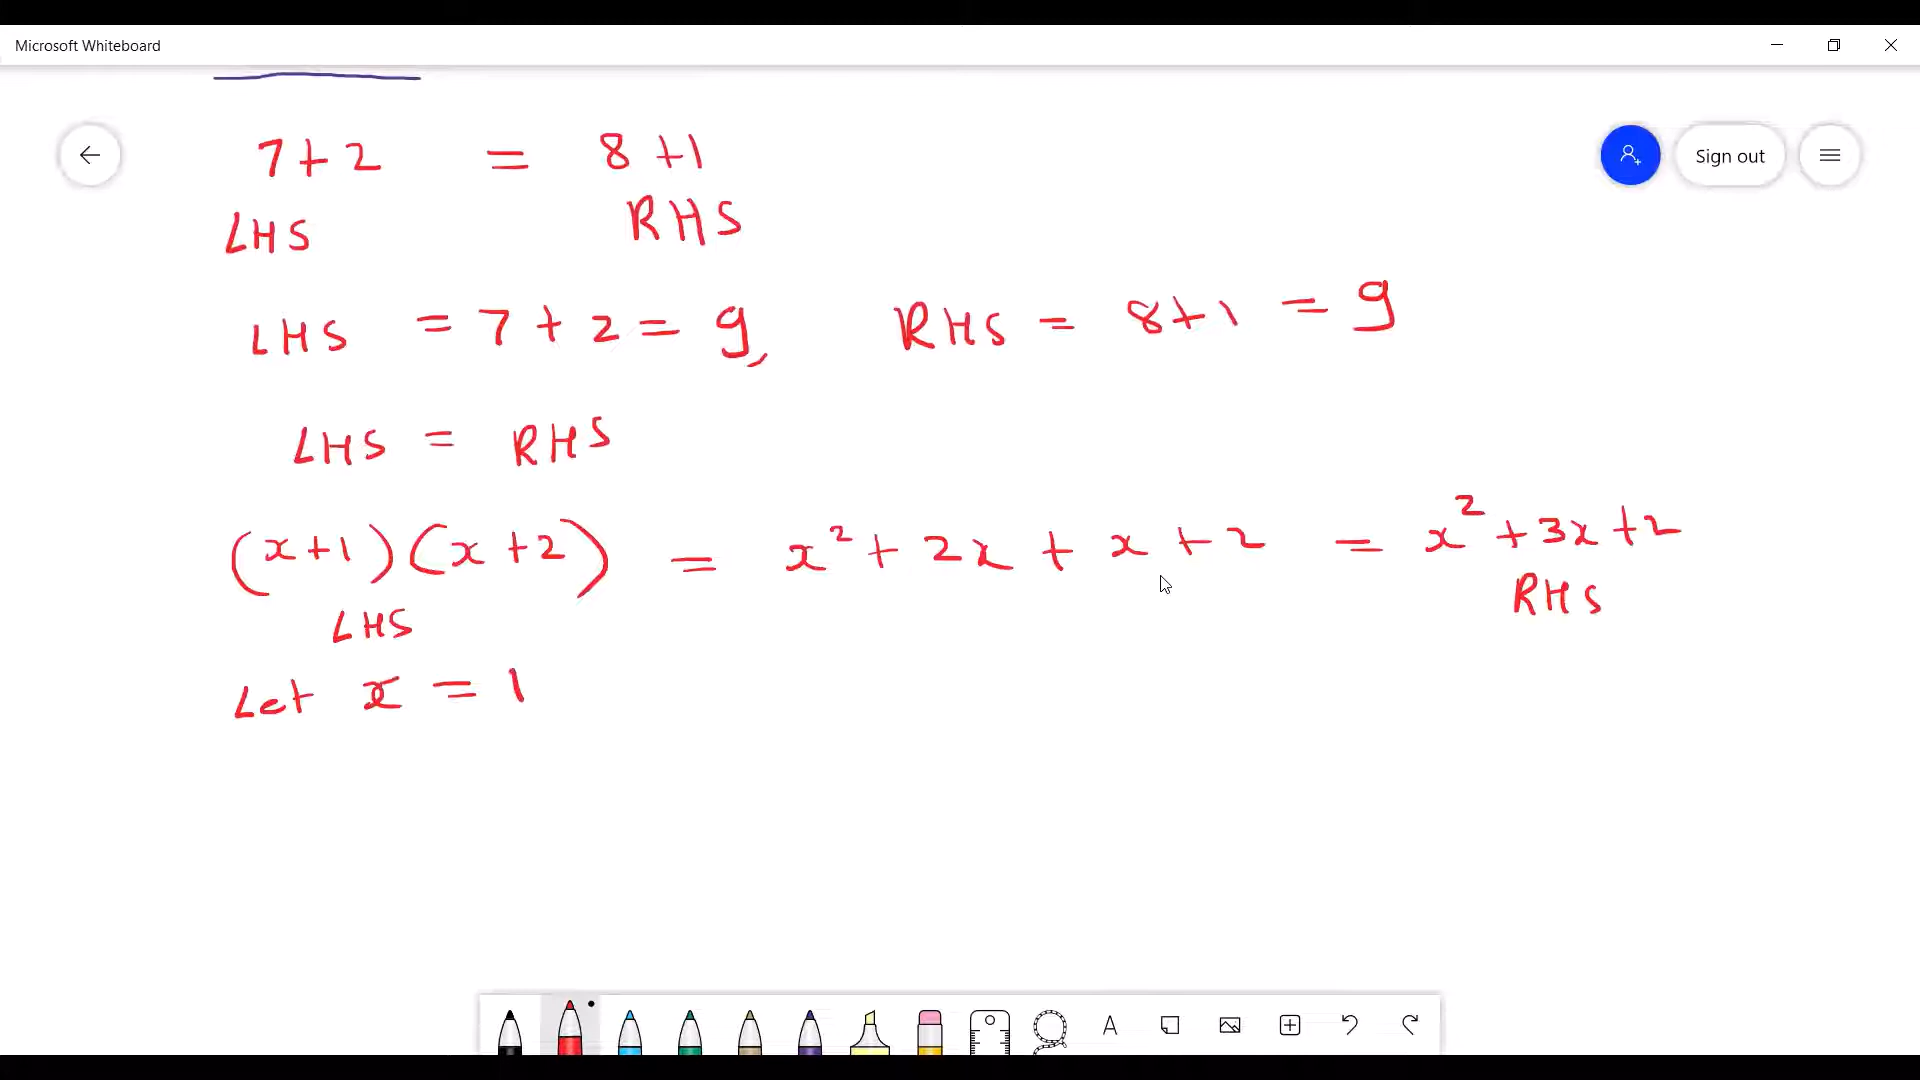 Microsoft Whiteboard
Sign out
7+2 = 8+1
LHS RHS
LHS = 7+2 = 9, RHS = 8+1 = 9
LHS = RHS
(x+1)(x+2) = x² + 2x + x + 2 = x² + 3x + 2
LHS RHS
Let x = 1
A